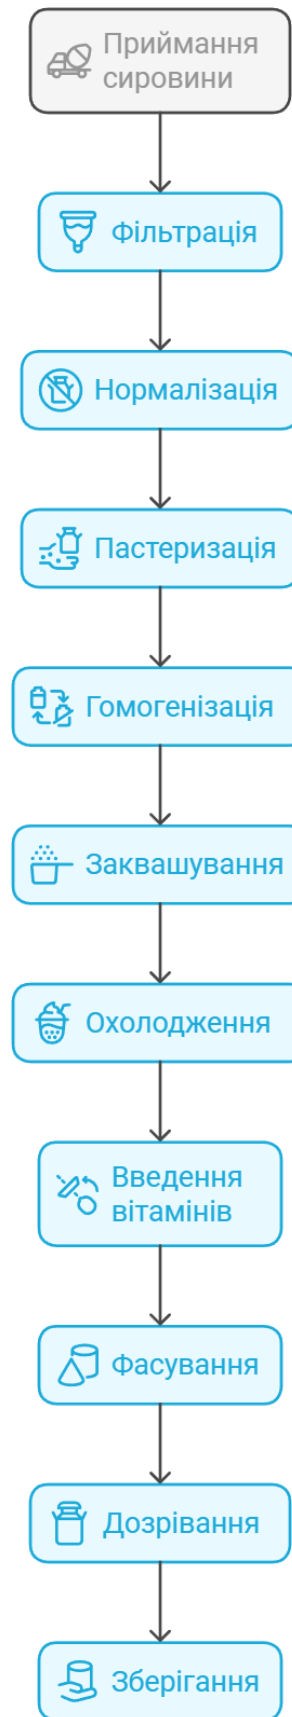 Приймання
сировини
Фільтрація
Нормалізація
Пастеризація
Гомогенізація
Заквашування
Охолодження
Введення
вітамінів
Фасування
Дозрівання
Зберігання